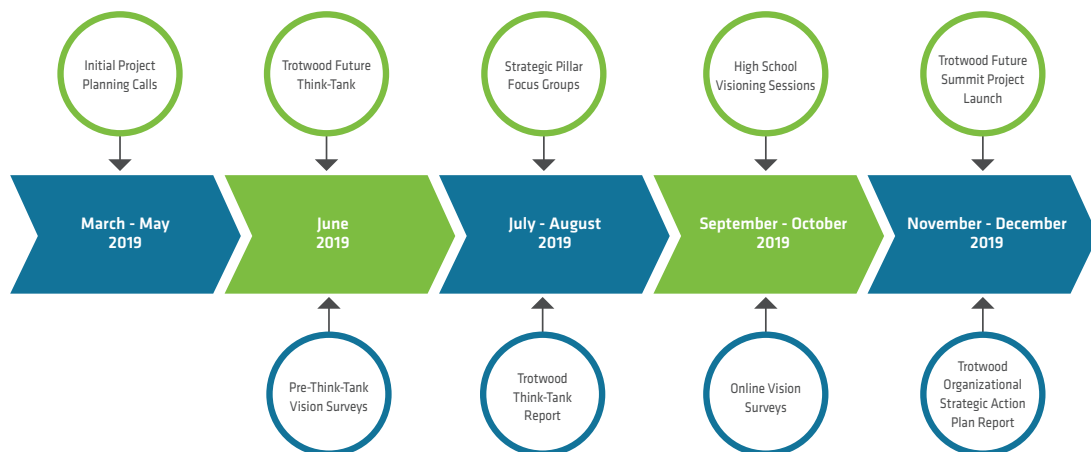 Initial Project
Planning Calls
Trotwood Future
Think-Tank
Strategic Pillar
Focus Groups
High School
Visioning Sessions
Trotwood Future
Summit Project
Launch
March - May
2019
June
2019
July - August
2019
September - October
2019
November - December
2019
Pre-Think-Tank
Vision Surveys
Trotwood
Think-Tank
Report
Online Vision
Surveys
Trotwood
Organizational
Strategic Action
Plan Report